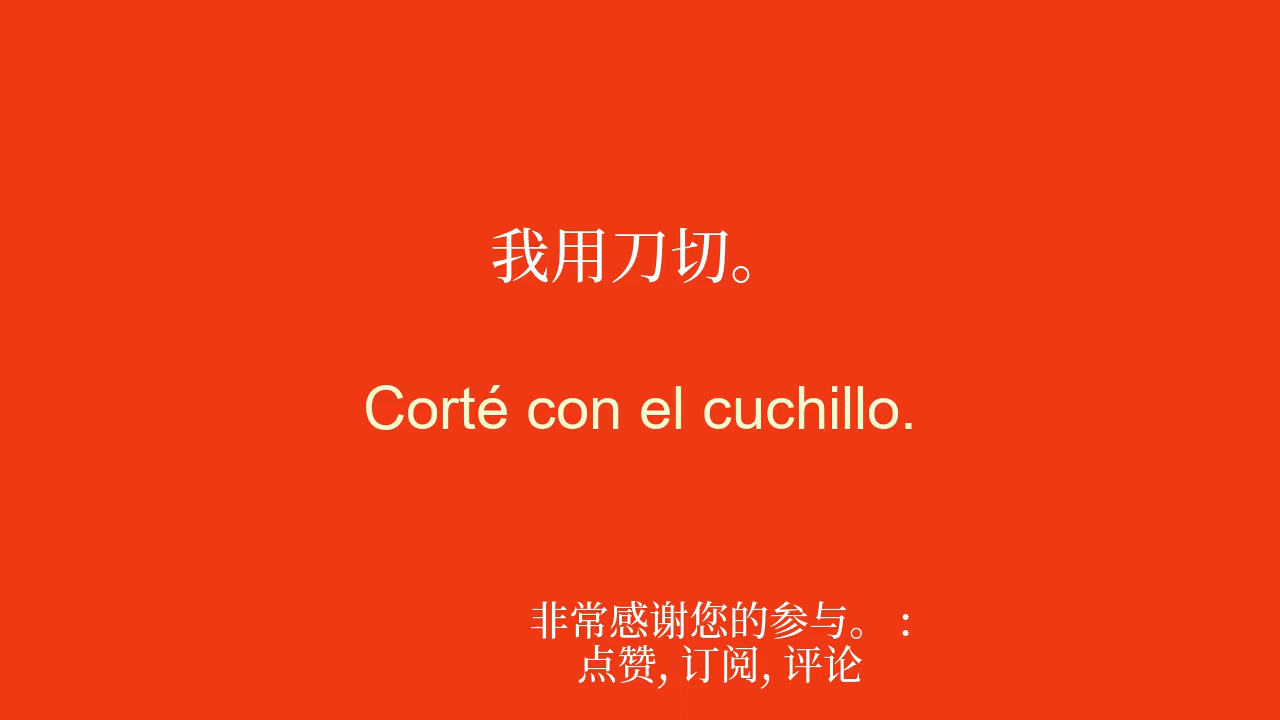 我用刀切。
Corté con el cuchillo.
非常感谢您的参与。 :
点赞, 订阅, 评论